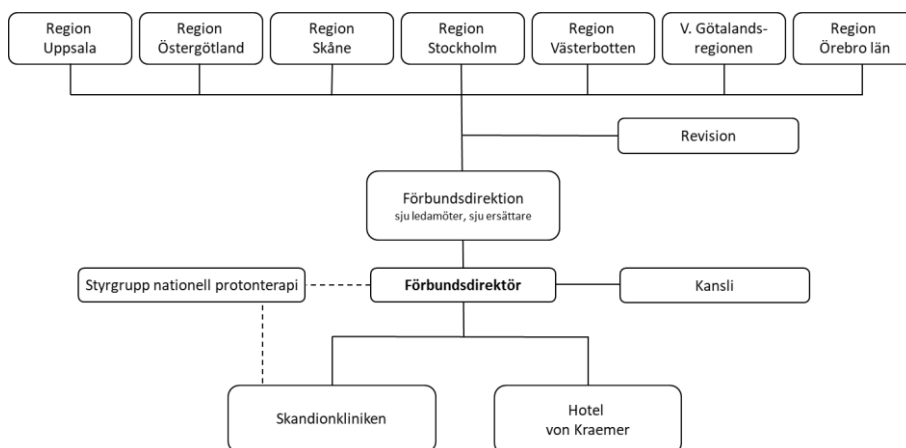 Region
Uppsala
Region
Östergötland
Region
Skåne
Region
Stockholm
Region
Västerbotten
V. Götalands-
regionen
Region
Örebro län
Revision
Förbundsdirektion
sju ledamöter, sju ersättare
Styrgrupp nationell protonterapi
Förbundsdirektör
Kansli
Skandionkliniken
Hotel
von Kraemer